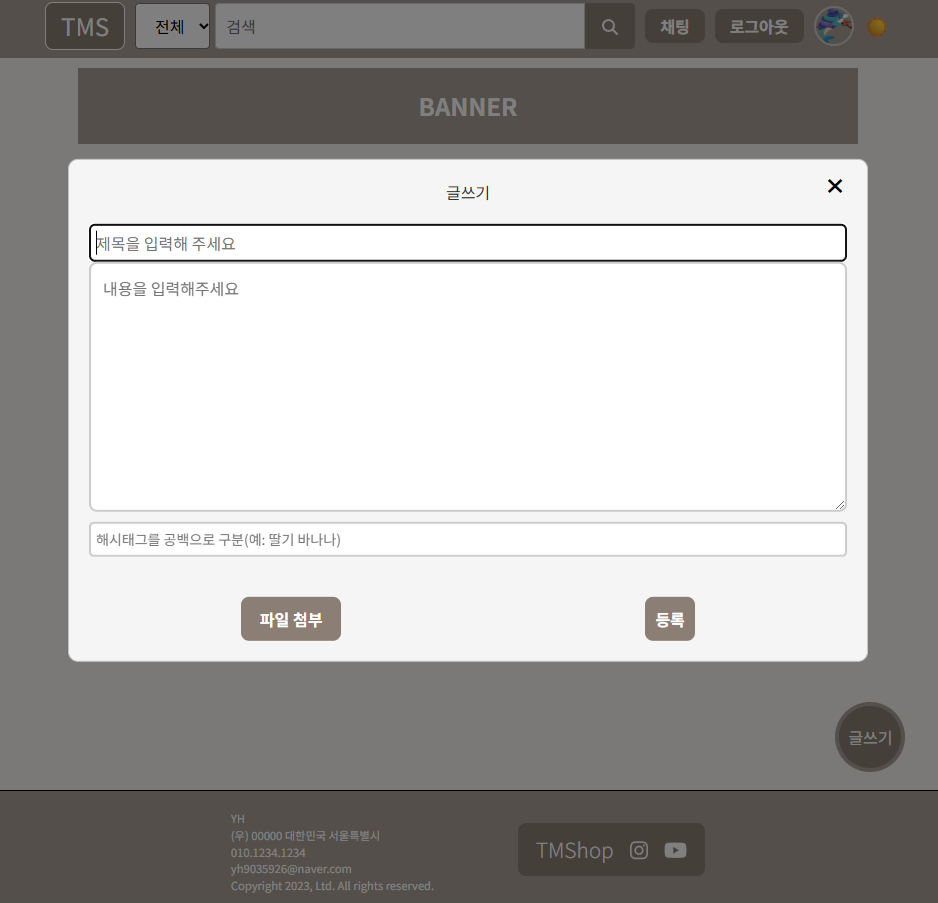 TMS 전체 검색 채팅 로그아웃
BANNER
글쓰기
제목을 입력해 주세요
내용을 입력해주세요
해시태그를 공백으로 구분(예: 딸기 바나나)
파일 첨부 등록
글쓰기
YH
(우) 00000 대한민국 서울특별시
010.1234.1234
yh9035926@naver.com
Copyright 2023, Ltd. All rights reserved.
TMShop